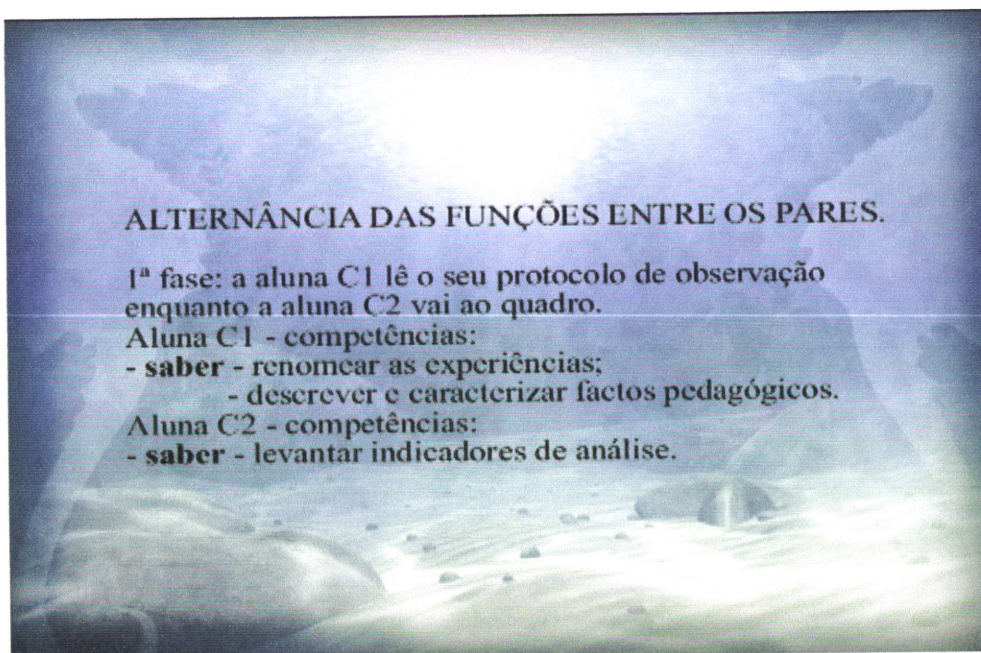 ALTERNÂNCIA DAS FUNÇÕES ENTRE OS PARES.
1ª fase: a aluna C1 lê o seu protocolo de observação
enquanto a aluna C2 vai ao quadro.
Aluna C1 - competências:
- saber - renomear as experiências;
- descrever e caracterizar factos pedagógicos.
Aluna C2 - competências:
- saber - levantar indicadores de análise.